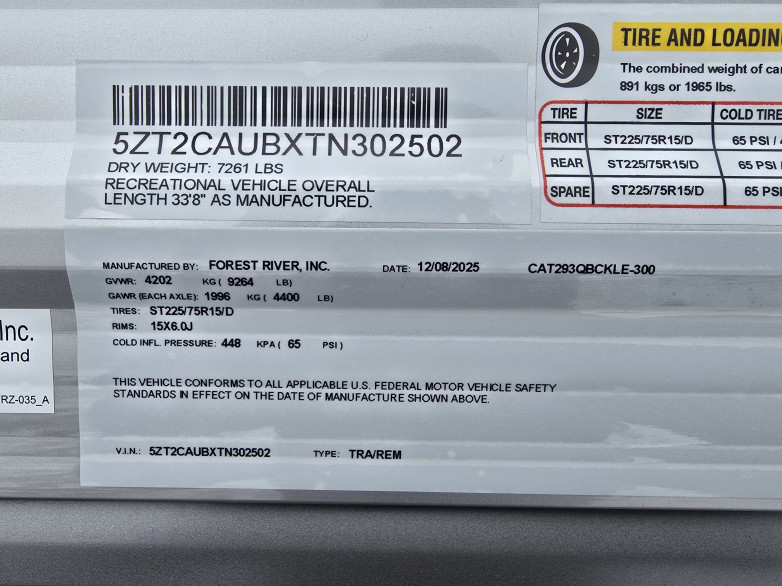 5ZT2CAUBXTN302502
DRY WEIGHT: 7261 LBS
RECREATIONAL VEHICLE OVERALL
LENGTH 33'8" AS MANUFACTURED.
TIRE AND LOADIN
The combined weight of
891 kgs or 1965 lbs.
TIRE SIZE COLD TIRE
FRONT ST225/75R15/D 65 PSI /
REAR ST225/75R15/D 65 PSI
SPARE ST225/75R15/D 65 PSI
MANUFACTURED BY: FOREST RIVER, INC. DATE: 12/08/2025 CAT293QBCKLE-300
GVWR: 4202 KG ( 9264 LB)
GAWR (EACH AXLE): 1996 KG ( 4400 LB)
TIRES: ST225/75R15/D
RIMS: 15X6.0J
COLD INFL. PRESSURE: 448 KPA ( 65 PSI )
THIS VEHICLE CONFORMS TO ALL APPLICABLE U.S. FEDERAL MOTOR VEHICLE SAFETY
STANDARDS IN EFFECT ON THE DATE OF MANUFACTURE SHOWN ABOVE.
V.I.N.: 5ZT2CAUBXTN302502 TYPE: TRA/REM
Inc.
and
RZ-035_A